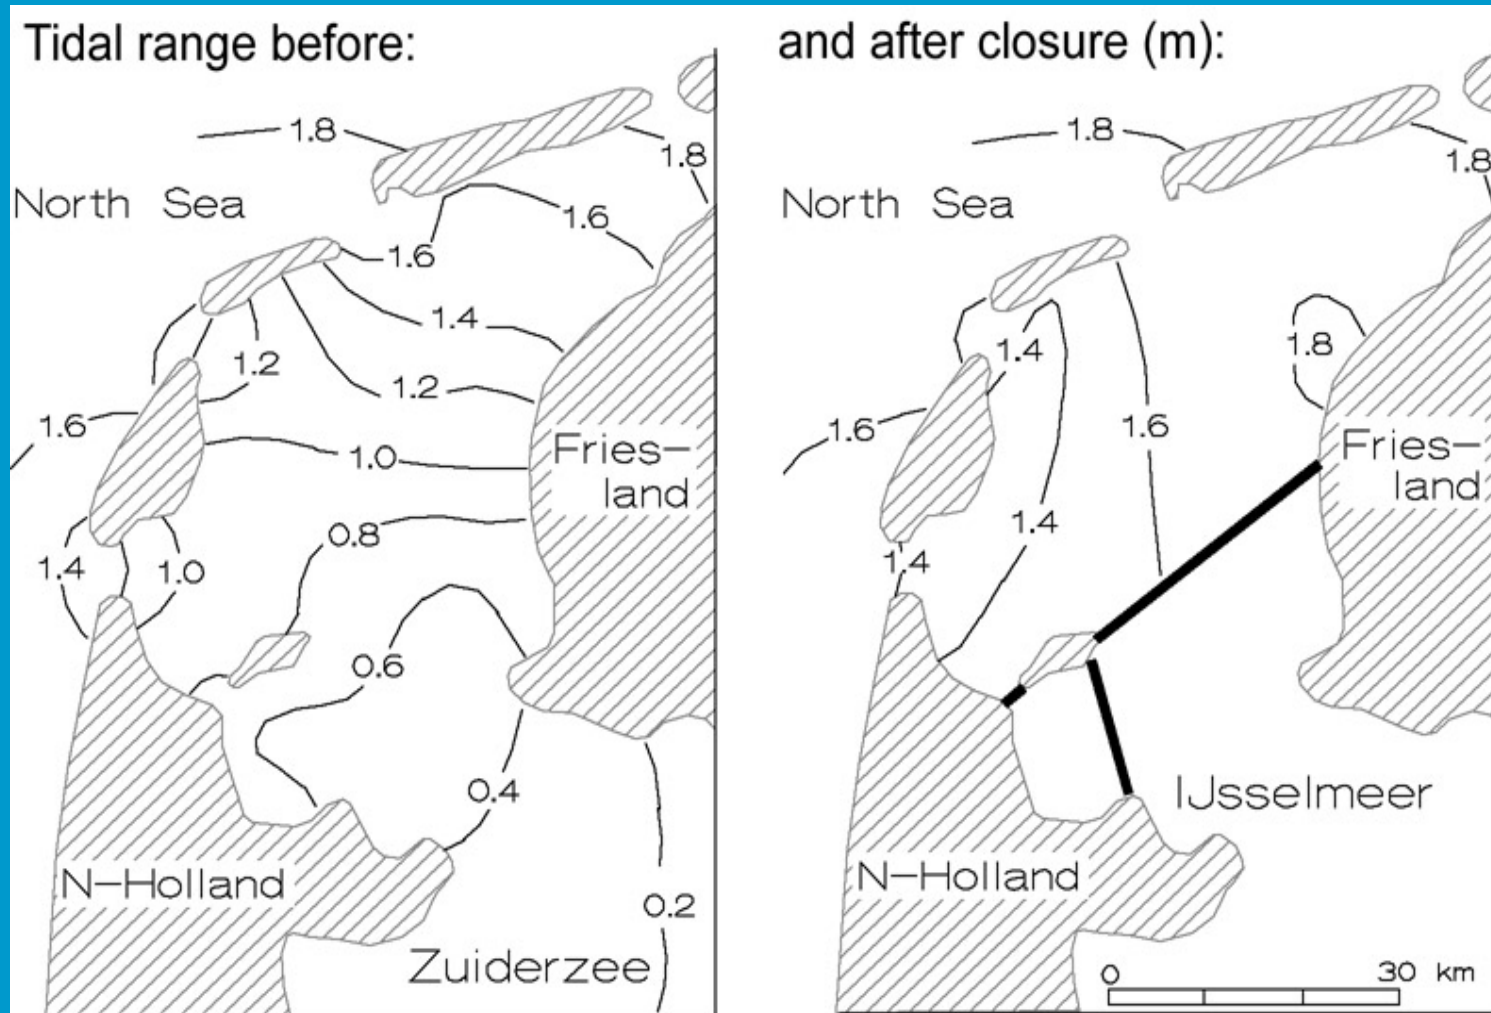 Tidal range before:
1.8
1.8
North Sea
1.6
1.6
1.4
1.2
1.2
1.6
1.0
Fries-
land
0.8
1.4
1.0
0.6
0.4
N-Holland
0.2
Zuiderzee
and after closure (m):
1.8
1.8
North Sea
1.4
1.8
1.6
1.6
Fries-
land
1.4
1.4
IJsselmeer
N-Holland
0
30 km